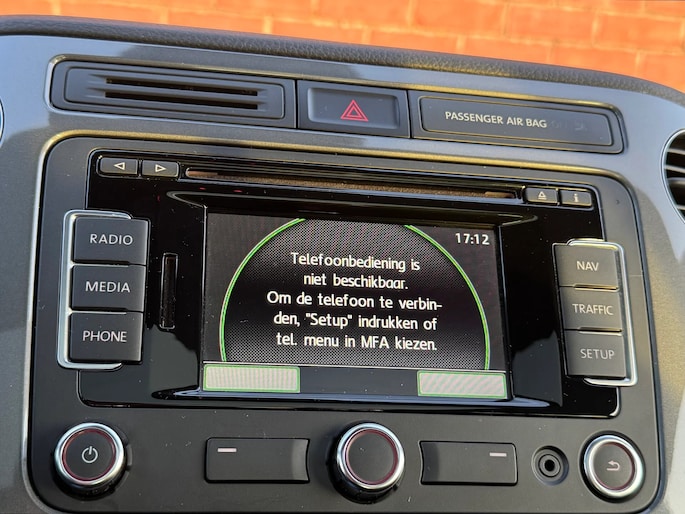 PASSENGER AIR BAG
RADIO
MEDIA
PHONE
17:12
Telefoonbediening is
niet beschikbaar.
Om de telefoon te verbin-
den, "Setup" indrukken of
tel. menu in MFA kiezen.
NAV
TRAFFIC
SETUP